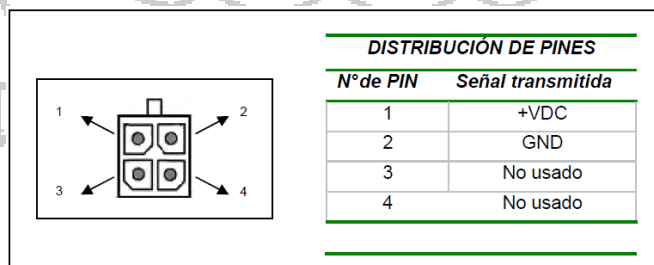 DISTRIBUCIÓN DE PINES
N° de PIN Señal transmitida
1 +VDC
2 GND
3 No usado
4 No usado
1 2
3 4